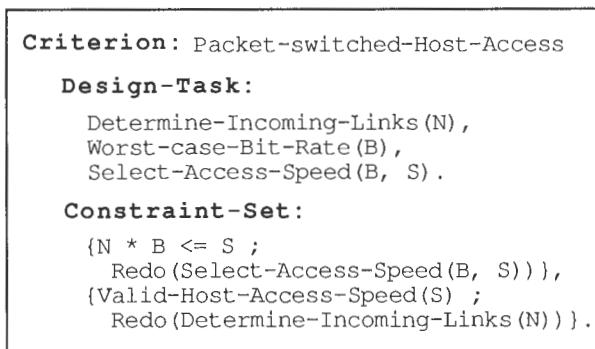 Criterion: Packet-switched-Host-Access
Design-Task:
Determine-Incoming-Links(N),
Worst-case-Bit-Rate(B),
Select-Access-Speed(B, S).
Constraint-Set:
{N * B <= S ;
Redo(Select-Access-Speed(B, S))},
{Valid-Host-Access-Speed(S) ;
Redo(Determine-Incoming-Links(N))}.